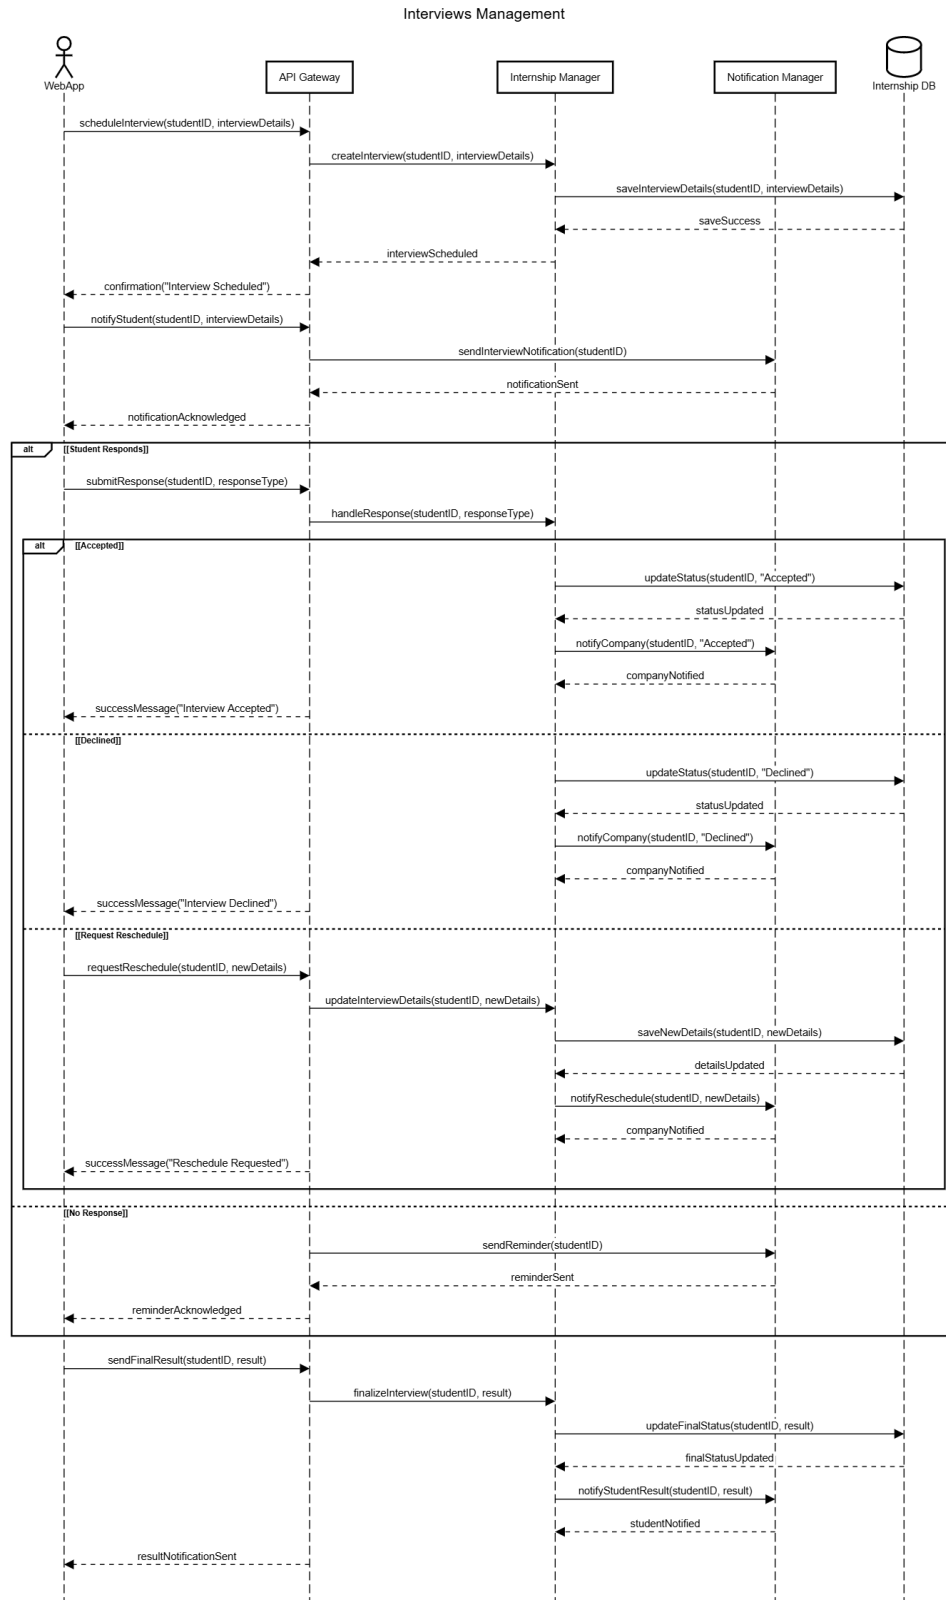 Interviews Management
WebApp
API Gateway
Internship Manager
Notification Manager
Internship DB
scheduleInterview(studentID, interviewDetails)
createInterview(studentID, interviewDetails)
saveInterviewDetails(studentID, interviewDetails)
saveSuccess
interviewScheduled
confirmation("Interview Scheduled")
notifyStudent(studentID, interviewDetails)
sendInterviewNotification(studentID)
notificationSent
notificationAcknowledged
alt [[Student Responds]]
submitResponse(studentID, responseType)
handleResponse(studentID, responseType)
alt [[Accepted]]
updateStatus(studentID, "Accepted")
statusUpdated
notifyCompany(studentID, "Accepted")
companyNotified
successMessage("Interview Accepted")
[[Declined]]
updateStatus(studentID, "Declined")
statusUpdated
notifyCompany(studentID, "Declined")
companyNotified
successMessage("Interview Declined")
[[Request Reschedule]]
requestReschedule(studentID, newDetails)
updateInterviewDetails(studentID, newDetails)
saveNewDetails(studentID, newDetails)
detailsUpdated
notifyReschedule(studentID, newDetails)
companyNotified
successMessage("Reschedule Requested")
[[No Response]]
sendReminder(studentID)
reminderSent
reminderAcknowledged
sendFinalResult(studentID, result)
finalizeInterview(studentID, result)
updateFinalStatus(studentID, result)
finalStatusUpdated
notifyStudentResult(studentID, result)
studentNotified
resultNotificationSent